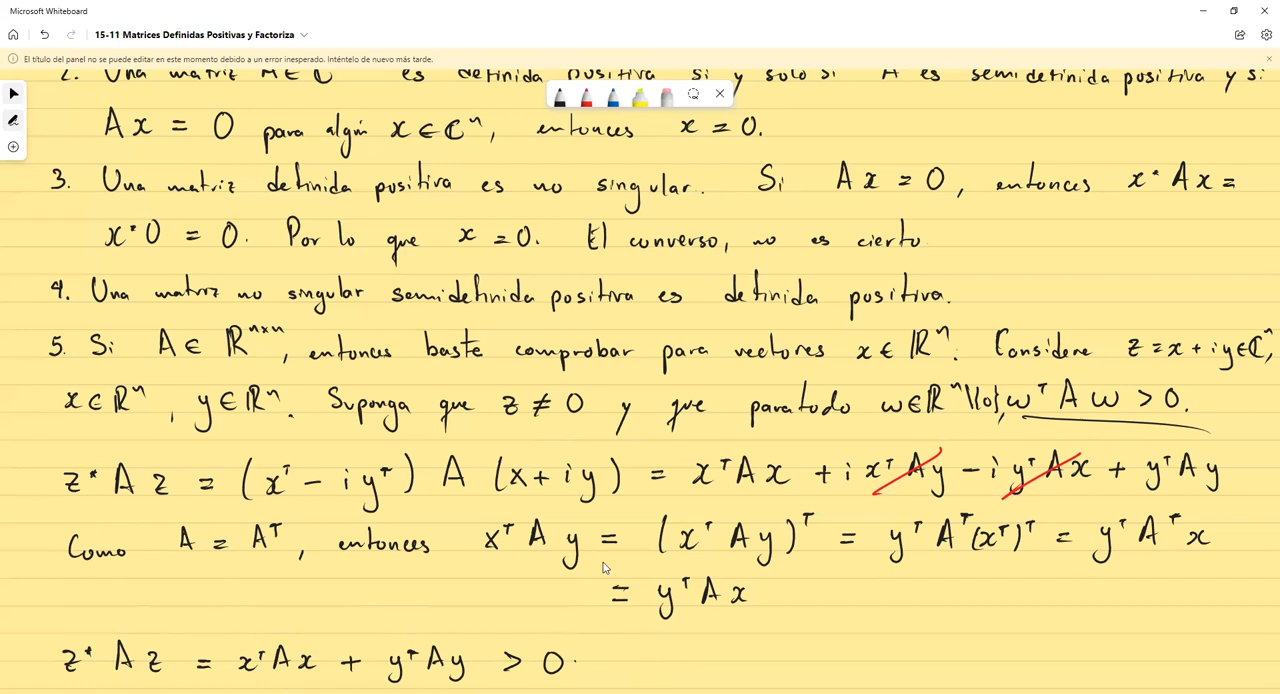 Microsoft Whiteboard
15-11 Matrices Definidas Positivas y Factoriza
El título del panel no se puede editar en este momento debido a un error inesperado. Inténtelo de nuevo más tarde.
2. Una matriz A ∈ ℂ es definida positiva si y solo si A es semidefinida positiva y si
Ax = 0 para algún x ∈ ℂⁿ, entonces x = 0.
3. Una matriz definida positiva es no singular. Si Ax = 0, entonces x* Ax =
x* 0 = 0. Por lo que x = 0. El converso, no es cierto
4. Una matriz no singular semidefinida positiva es definida positiva.
5. Si A ∈ ℝⁿˣⁿ, entonces baste comprobar para vectores x ∈ ℝⁿ. Considere z = x + iy ∈ ℂⁿ,
x ∈ ℝⁿ, y ∈ ℝⁿ. Suponga que z ≠ 0 y que para todo w ∈ ℝⁿ\{0}, wᵀ A w > 0.
z* A z = (xᵀ - iyᵀ) A (x + iy) = xᵀAx + i xᵀAy - i yᵀAx + yᵀAy
Como A = Aᵀ, entonces xᵀAy = (xᵀAy)ᵀ = yᵀAᵀ(xᵀ)ᵀ = yᵀAᵀx
= yᵀAx
z* A z = xᵀAx + yᵀAy > 0.